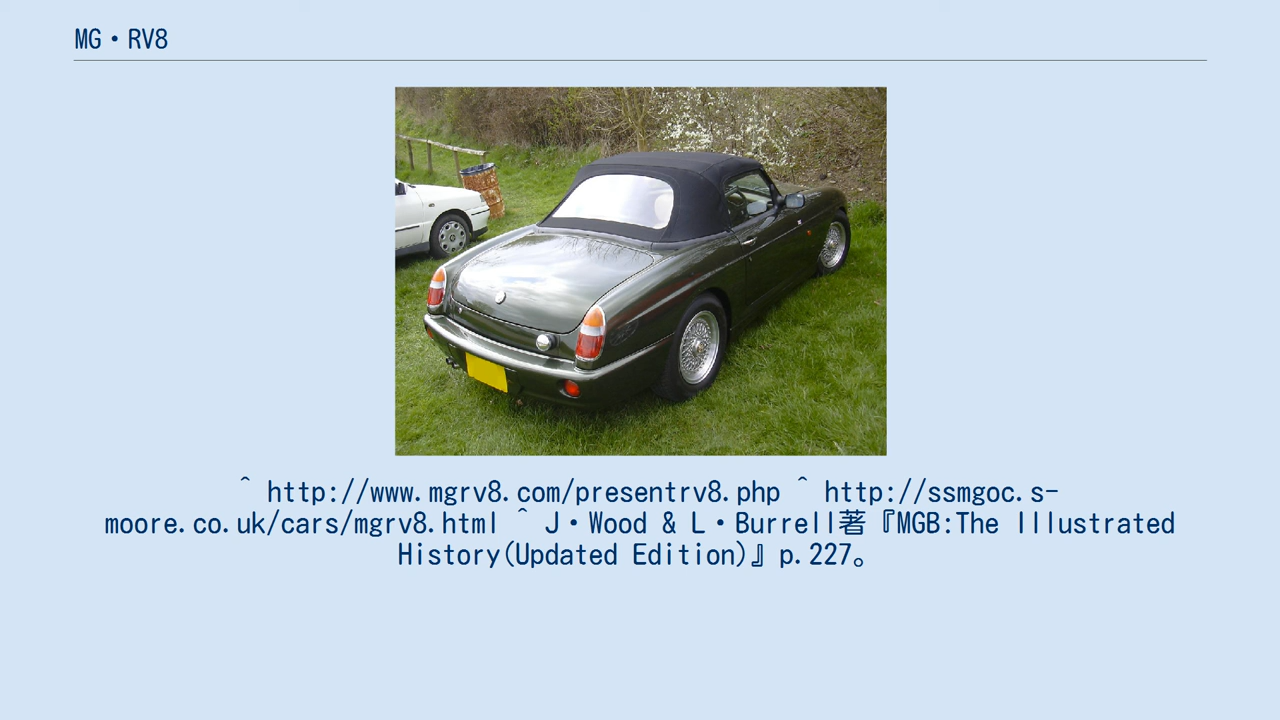 MG・RV8
^ http://www.mgrv8.com/presentrv8.php ^ http://ssmgoc.s-
moore.co.uk/cars/mgrv8.html ^ J・Wood & L・Burrell著『MGB:The Illustrated
History(Updated Edition)』p.227。